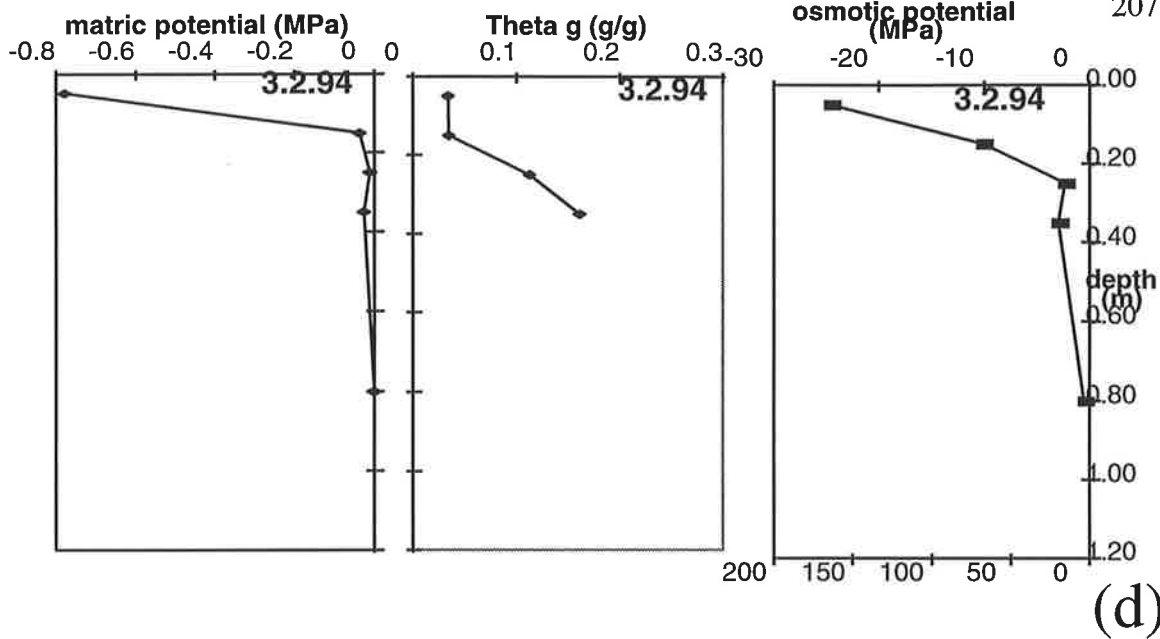 207
matric potential (MPa)
-0.8 -0.6 -0.4 -0.2 0
3.2.94
Theta g (g/g)
0 0.1 0.2 0.3
3.2.94
osmotic potential
(MPa)
-30 -20 -10 0
3.2.94
0.00
0.20
0.40
depth
(m)
0.60
0.80
1.00
1.20
200 150 100 50 0
(d)